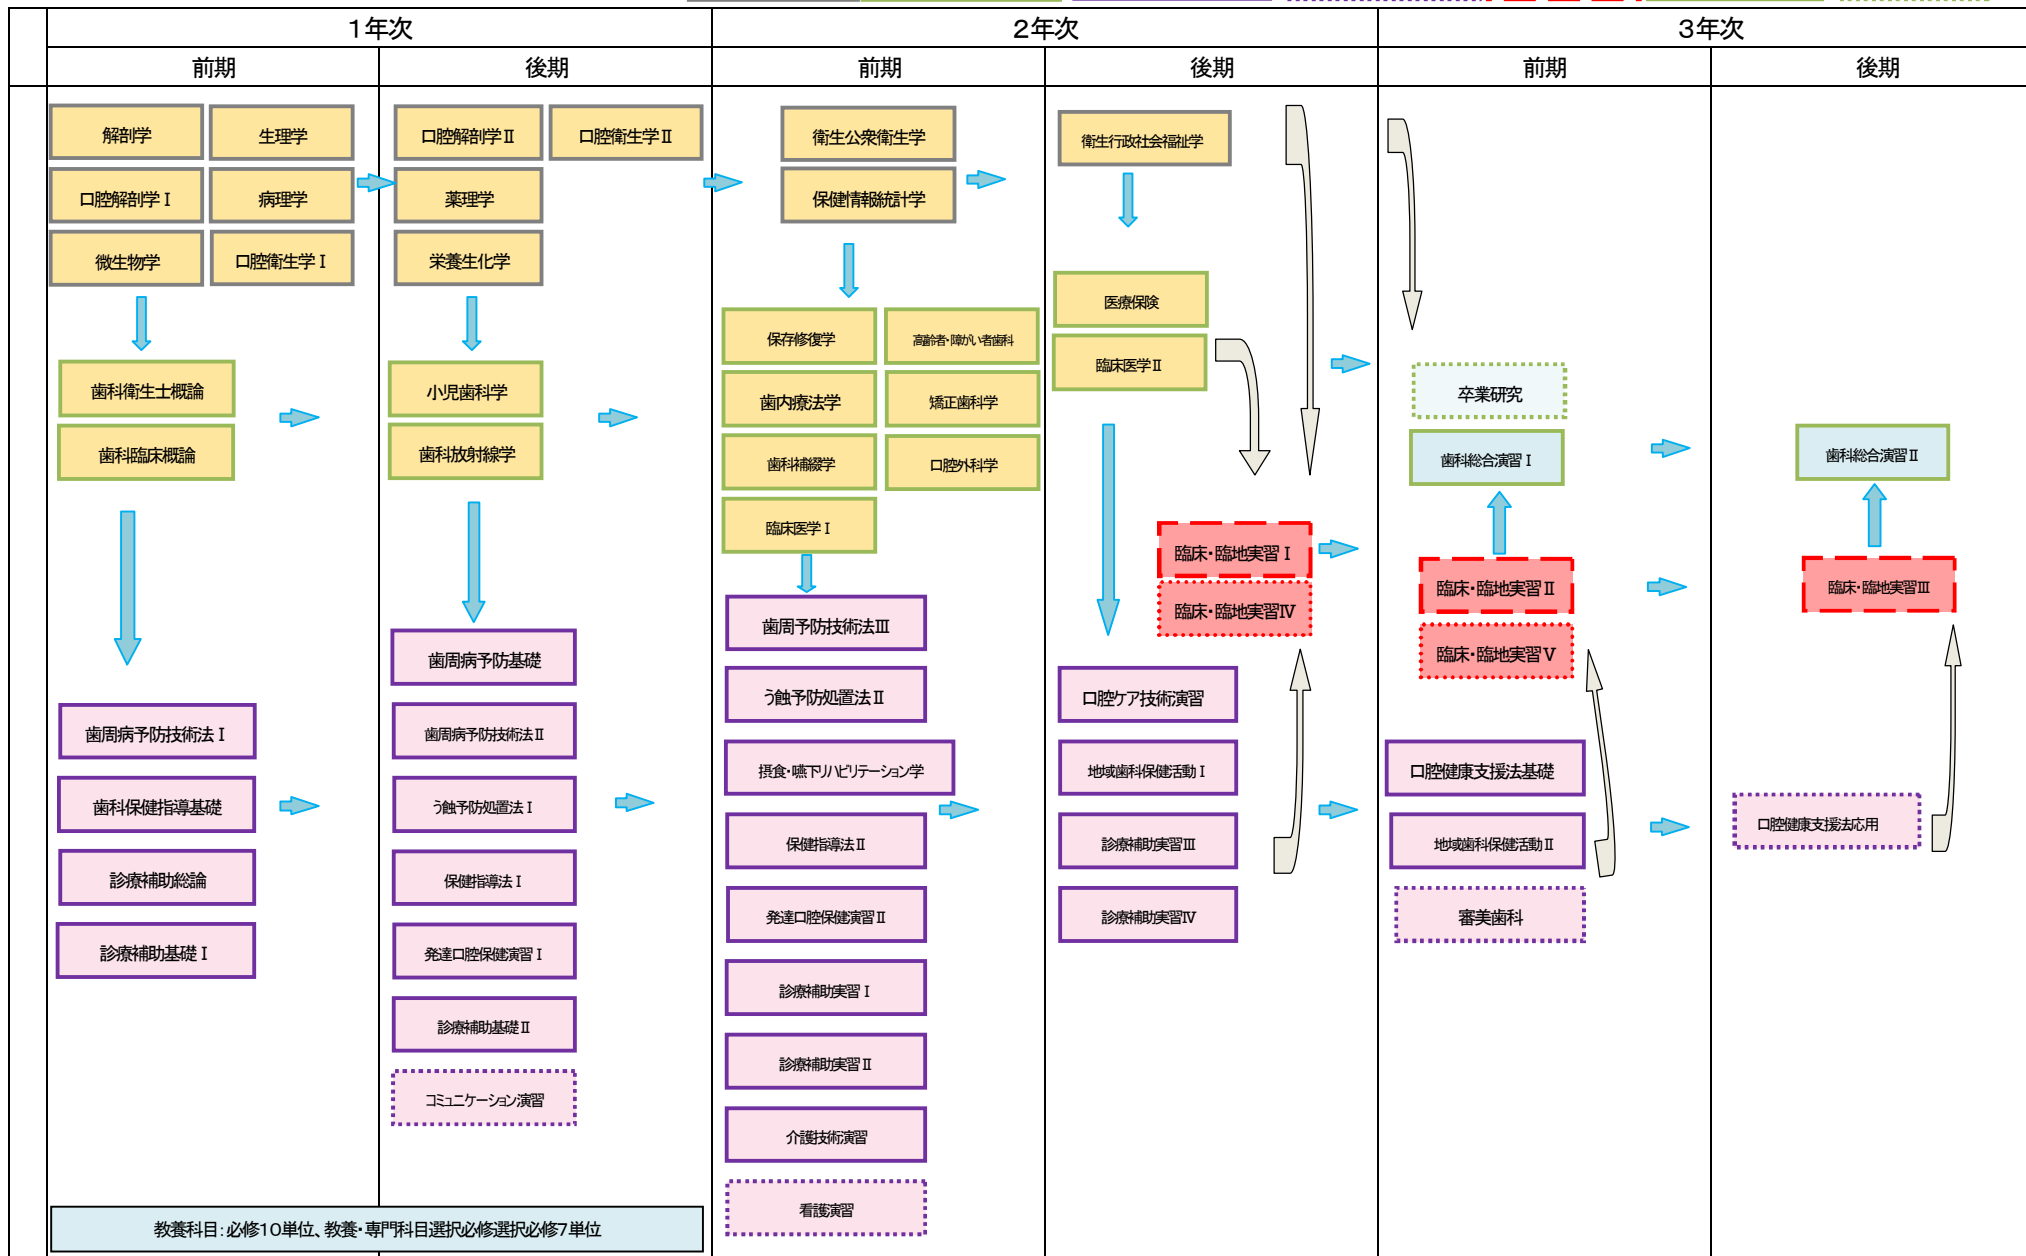 1年次
2年次
3年次
前期
後期
前期
後期
前期
後期
解剖学
生理学
口腔解剖学Ⅰ
病理学
微生物学
口腔衛生学Ⅰ
歯科衛生士概論
歯科臨床概論
歯周病予防技術法Ⅰ
歯科保健指導基礎
診療補助総論
診療補助基礎Ⅰ
口腔解剖学Ⅱ
口腔衛生学Ⅱ
薬理学
栄養生化学
小児歯科学
歯科放射線学
歯周病予防基礎
歯周病予防技術法Ⅱ
う蝕予防処置法Ⅰ
保健指導法Ⅰ
発達口腔保健演習Ⅰ
診療補助基礎Ⅱ
コミュニケーション演習
教養科目:必修10単位、教養・専門科目選択必修選択必修7単位
衛生公衆衛生学
保健情報統計学
保存修復学
高齢者・障がい者歯科
歯内療法学
矯正歯科学
歯科補綴学
口腔外科学
臨床医学Ⅰ
歯周予防技術法Ⅲ
う蝕予防処置法Ⅱ
摂食・嚥下リハビリテーション学
保健指導法Ⅱ
発達口腔保健演習Ⅱ
診療補助実習Ⅰ
診療補助実習Ⅱ
介護技術演習
看護演習
衛生行政社会福祉学
医療保険
臨床医学Ⅱ
臨床・臨地実習Ⅰ
臨床・臨地実習Ⅳ
口腔ケア技術演習
地域歯科保健活動Ⅰ
診療補助実習Ⅲ
診療補助実習Ⅳ
卒業研究
歯科総合演習Ⅰ
臨床・臨地実習Ⅱ
臨床・臨地実習Ⅴ
口腔健康支援法基礎
地域歯科保健活動Ⅱ
審美歯科
歯科総合演習Ⅱ
臨床・臨地実習Ⅲ
口腔健康支援法応用